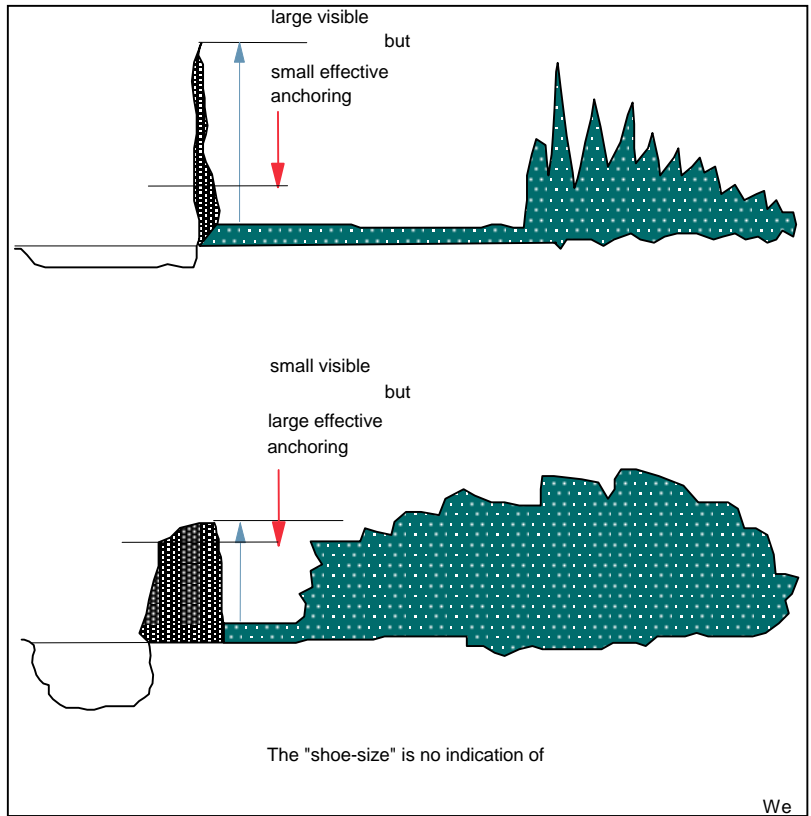 large visible
but
small effective
anchoring
small visible
but
large effective
anchoring
The "shoe-size" is no indication of
We